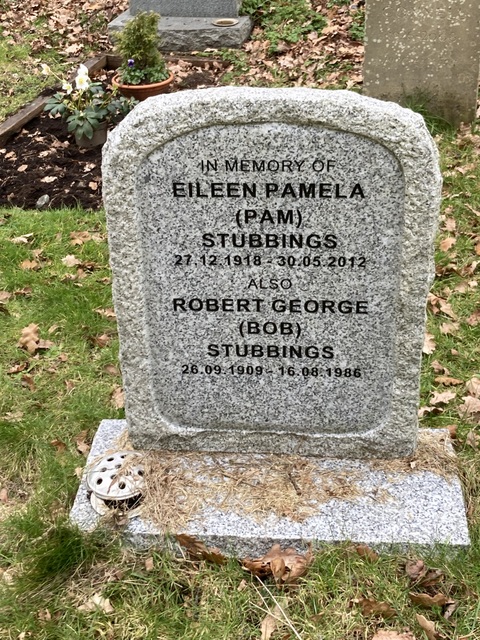 IN MEMORY OF
EILEEN PAMELA
(PAM)
STUBBINGS
27.12.1918 - 30.05.2012
ALSO
ROBERT GEORGE
(BOB)
STUBBINGS
26.09.1909 - 16.08.1986